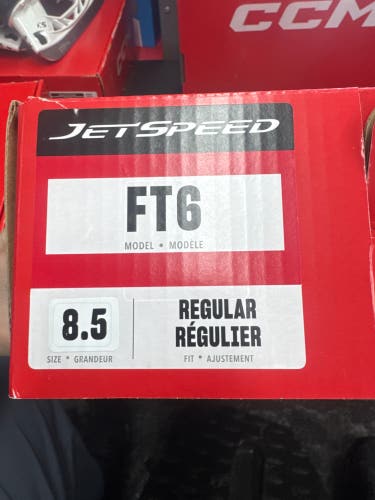 CCM
JETSPEED
FT6
MODEL • MODÈLE
8.5
SIZE * GRANDEUR
REGULAR
RÉGULIER
FIT * AJUSTEMENT